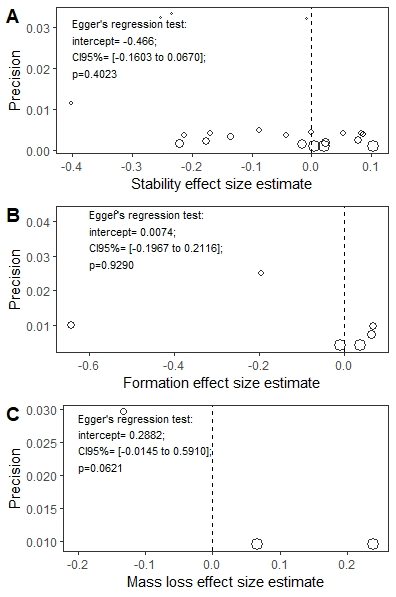 A
Egger's regression test:
intercept= -0.466;
CI95%= [-0.1603 to 0.0670];
p=0.4023
0.03
0.02
0.01
0.00
Precision
-0.4
-0.3
-0.2
-0.1
0.0
0.1
Stability effect size estimate
B
Egger's regression test:
intercept= 0.0074;
CI95%= [-0.1967 to 0.2116];
p=0.9290
0.04
0.03
0.02
0.01
Precision
-0.6
-0.4
-0.2
0.0
Formation effect size estimate
C
Egger's regression test:
intercept= 0.2882;
CI95%= [-0.0145 to 0.5910];
p=0.0621
0.030
0.025
0.020
0.015
0.010
Precision
-0.2
-0.1
0.0
0.1
0.2
Mass loss effect size estimate